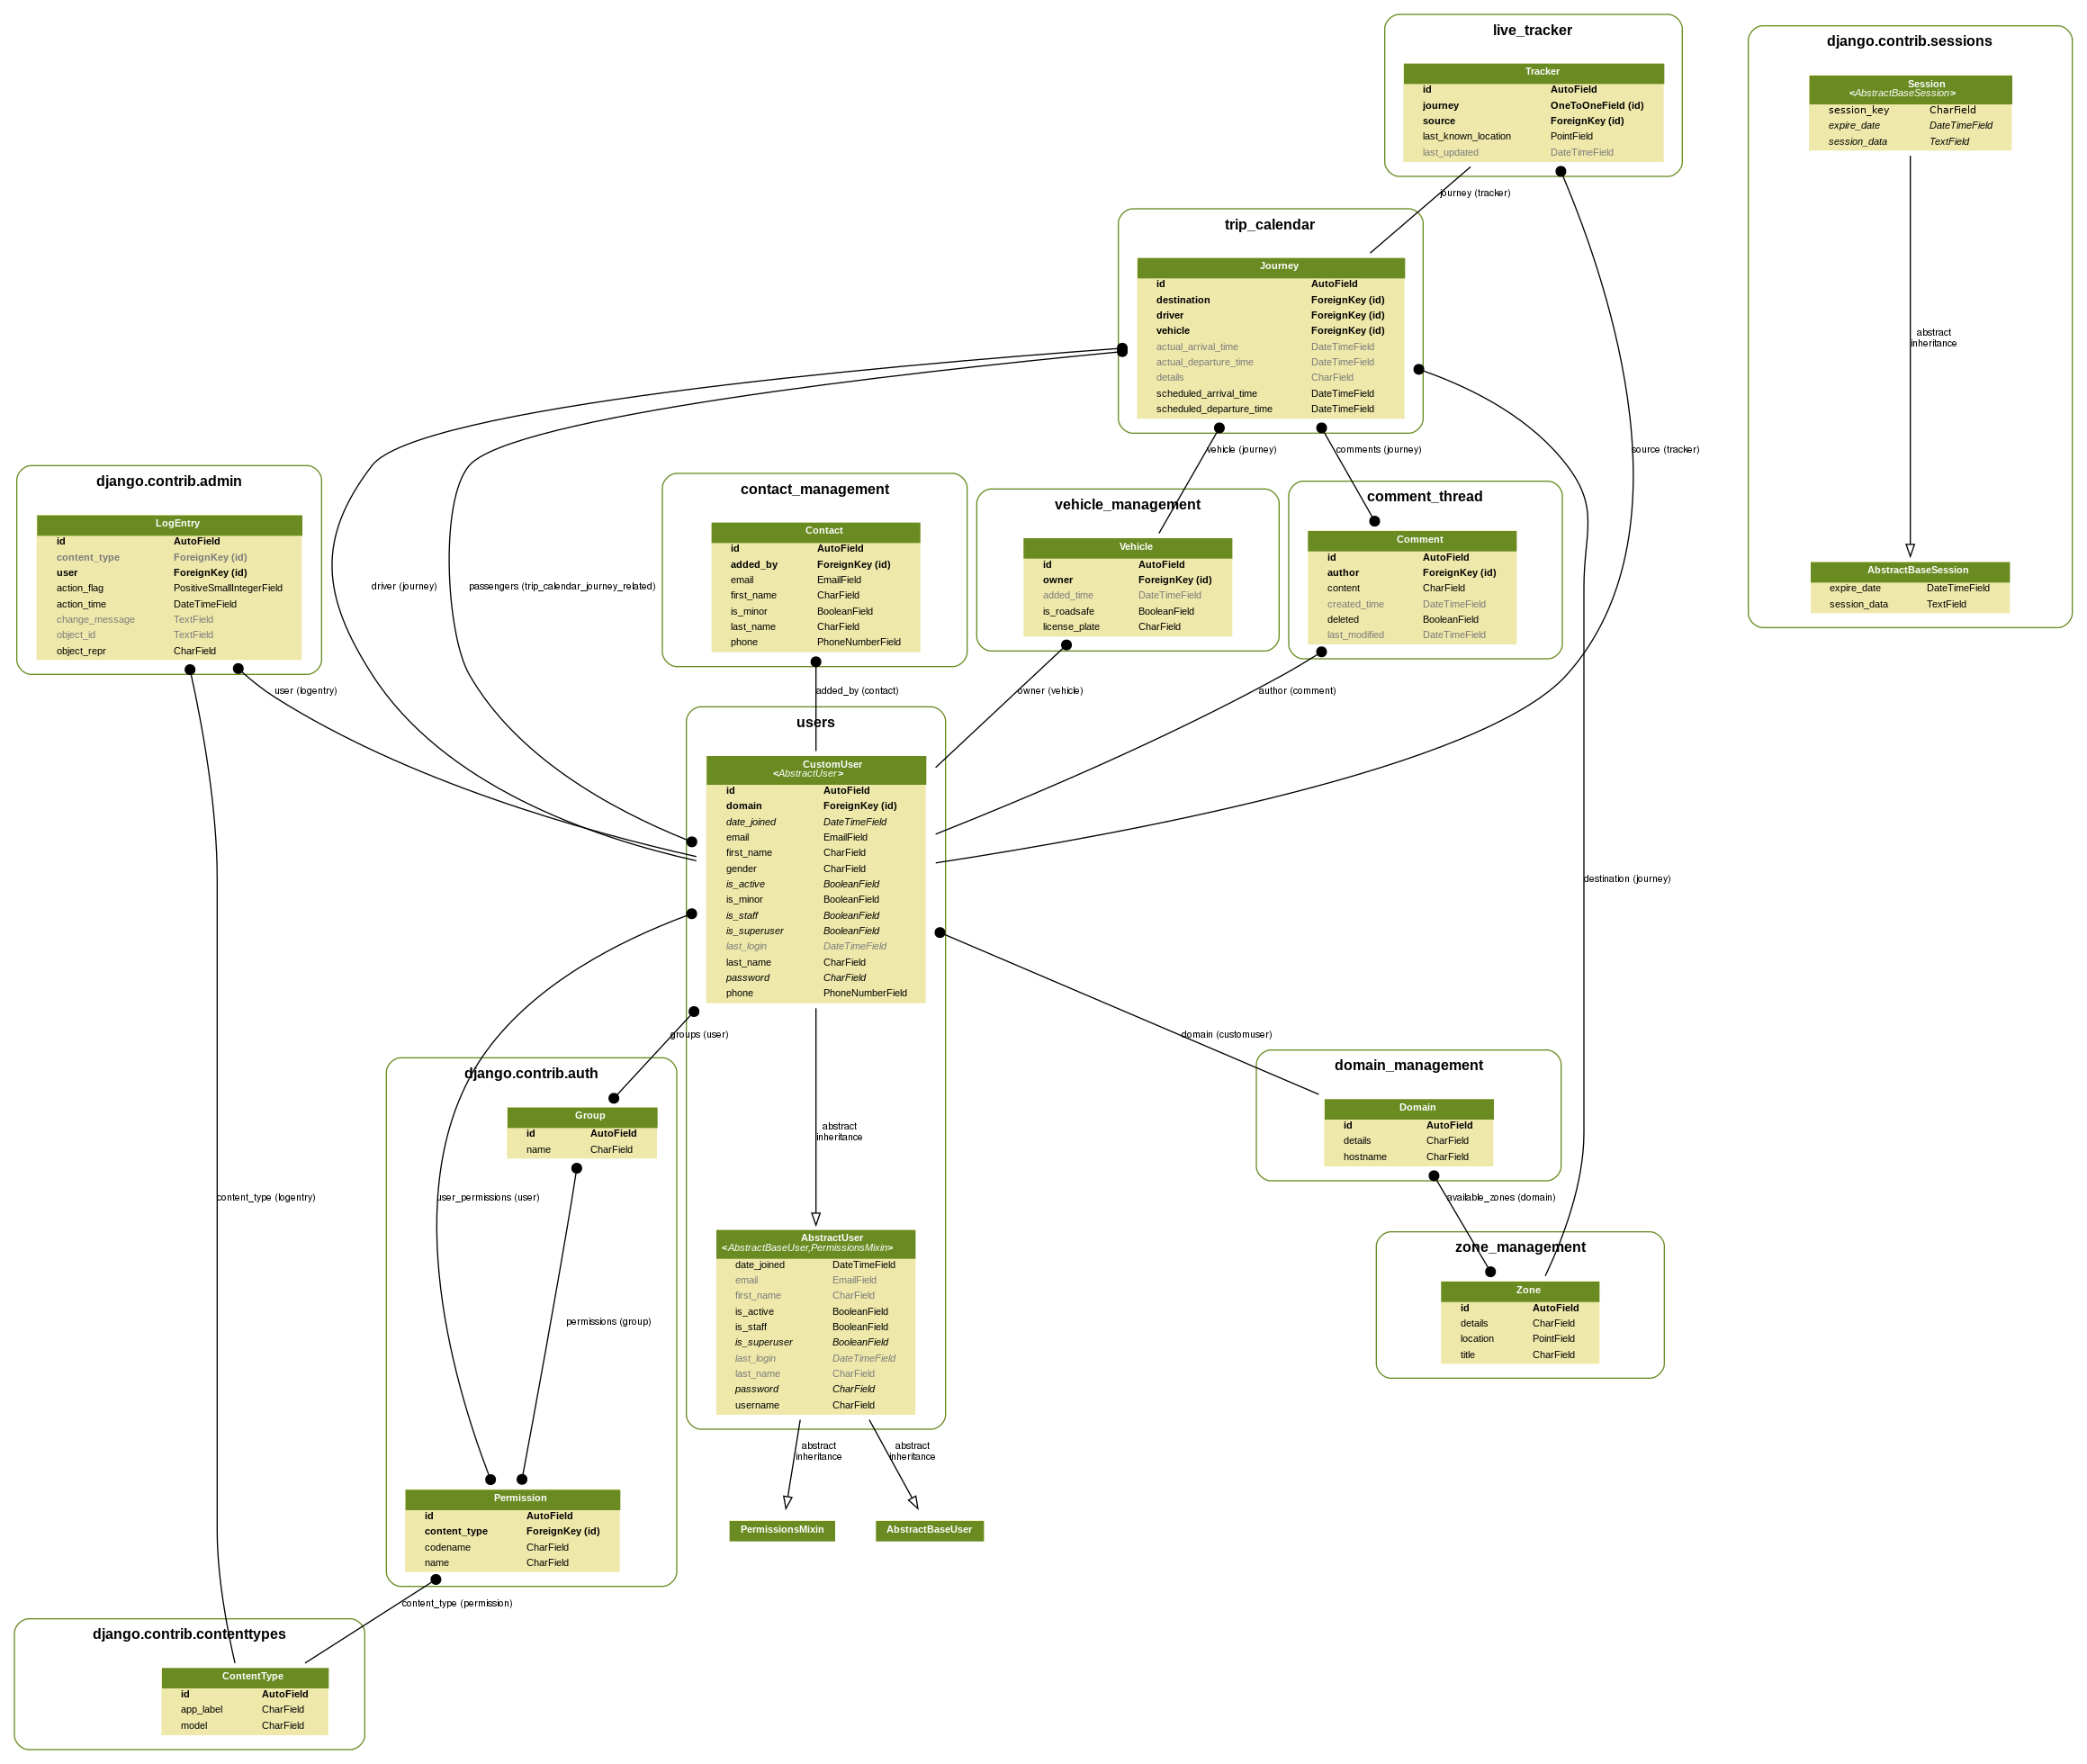 live_tracker
Tracker
id AutoField
journey OneToOneField (id)
source ForeignKey (id)
last_known_location PointField
last_updated DateTimeField
django.contrib.sessions
Session
<AbstractBaseSession>
session_key CharField
expire_date DateTimeField
session_data TextField
journey (tracker)
trip_calendar
Journey
id AutoField
destination ForeignKey (id)
driver ForeignKey (id)
vehicle ForeignKey (id)
actual_arrival_time DateTimeField
actual_departure_time DateTimeField
details CharField
scheduled_arrival_time DateTimeField
scheduled_departure_time DateTimeField
abstract
inheritance
vehicle (journey)
comments (journey)
source (tracker)
django.contrib.admin
LogEntry
id AutoField
content_type ForeignKey (id)
user ForeignKey (id)
action_flag PositiveSmallIntegerField
action_time DateTimeField
change_message TextField
object_id TextField
object_repr CharField
driver (journey)
passengers (trip_calendar_journey_related)
contact_management
Contact
id AutoField
added_by ForeignKey (id)
email EmailField
first_name CharField
is_minor BooleanField
last_name CharField
phone PhoneNumberField
vehicle_management
Vehicle
id AutoField
owner ForeignKey (id)
added_time DateTimeField
is_roadsafe BooleanField
license_plate CharField
comment_thread
Comment
id AutoField
author ForeignKey (id)
content CharField
created_time DateTimeField
deleted BooleanField
last_modified DateTimeField
AbstractBaseSession
expire_date DateTimeField
session_data TextField
user (logentry)
added_by (contact)
owner (vehicle)
author (comment)
users
CustomUser
<AbstractUser>
id AutoField
domain ForeignKey (id)
date_joined DateTimeField
email EmailField
first_name CharField
gender CharField
is_active BooleanField
is_minor BooleanField
is_staff BooleanField
is_superuser BooleanField
last_login DateTimeField
last_name CharField
password CharField
phone PhoneNumberField
destination (journey)
groups (user)
domain (customuser)
django.contrib.auth
Group
id AutoField
name CharField
abstract
inheritance
domain_management
Domain
id AutoField
details CharField
hostname CharField
content_type (logentry)
user_permissions (user)
available_zones (domain)
AbstractUser
<AbstractBaseUser,PermissionsMixin>
date_joined DateTimeField
email EmailField
first_name CharField
is_active BooleanField
is_staff BooleanField
is_superuser BooleanField
last_login DateTimeField
last_name CharField
password CharField
username CharField
zone_management
Zone
id AutoField
details CharField
location PointField
title CharField
permissions (group)
abstract
inheritance
abstract
inheritance
Permission
id AutoField
content_type ForeignKey (id)
codename CharField
name CharField
PermissionsMixin
AbstractBaseUser
content_type (permission)
django.contrib.contenttypes
ContentType
id AutoField
app_label CharField
model CharField